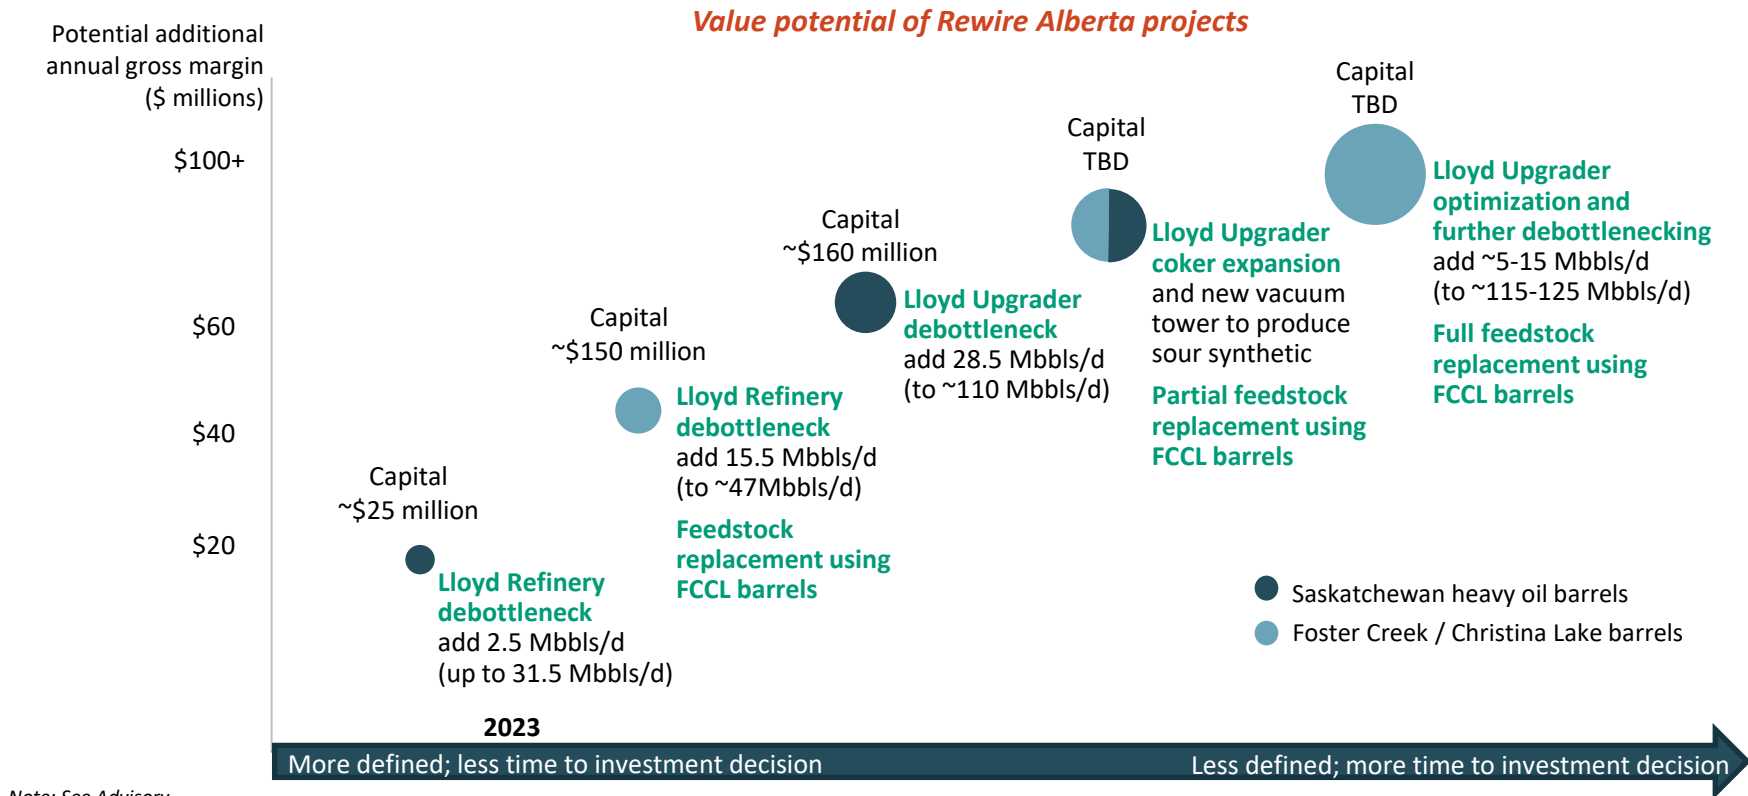 Value potential of Rewire Alberta projects
Potential additional
annual gross margin
($ millions)
$100+
$60
$40
$20
Capital
~$25 million
Lloyd Refinery
debottleneck
add 2.5 Mbbls/d
(up to 31.5 Mbbls/d)
Capital
~$150 million
Lloyd Refinery
debottleneck
add 15.5 Mbbls/d
(to ~47Mbbls/d)
Feedstock
replacement using
FCCL barrels
Capital
~$160 million
Lloyd Upgrader
debottleneck
add 28.5 Mbbls/d
(to ~110 Mbbls/d)
Capital
TBD
Lloyd Upgrader
coker expansion
and new vacuum
tower to produce
sour synthetic
Partial feedstock
replacement using
FCCL barrels
Capital
TBD
Lloyd Upgrader
optimization and
further debottlenecking
add ~5-15 Mbbls/d
(to ~115-125 Mbbls/d)
Full feedstock
replacement using
FCCL barrels
Saskatchewan heavy oil barrels
Foster Creek / Christina Lake barrels
2023
More defined; less time to investment decision
Less defined; more time to investment decision
Note: See Advisory